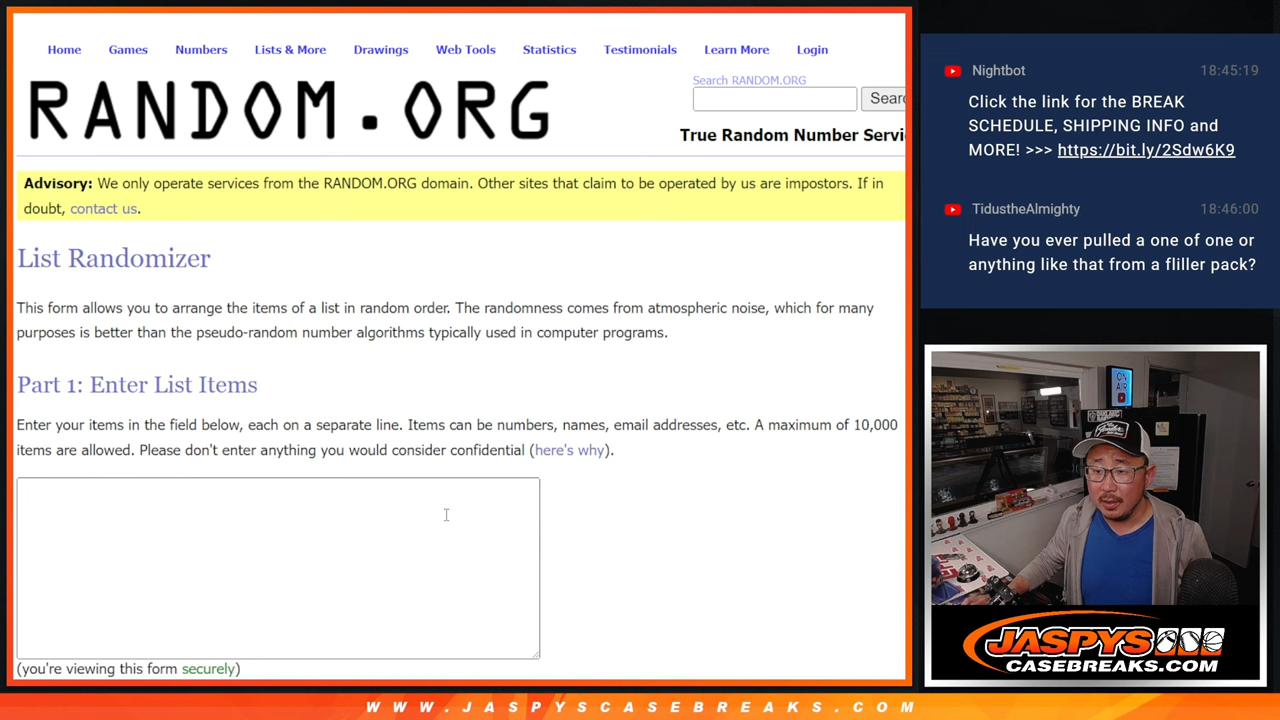 Home Games Numbers Lists & More Drawings Web Tools Statistics Testimonials Learn More Login
RANDOM.ORG
Search RANDOM.ORG
Searc
True Random Number Servi
Advisory: We only operate services from the RANDOM.ORG domain. Other sites that claim to be operated by us are impostors. If in
doubt, contact us.
List Randomizer
This form allows you to arrange the items of a list in random order. The randomness comes from atmospheric noise, which for many
purposes is better than the pseudo-random number algorithms typically used in computer programs.
Part 1: Enter List Items
Enter your items in the field below, each on a separate line. Items can be numbers, names, email addresses, etc. A maximum of 10,000
items are allowed. Please don't enter anything you would consider confidential (here's why).
(you're viewing this form securely)
Nightbot 18:45:19
Click the link for the BREAK
SCHEDULE, SHIPPING INFO and
MORE! >>> https://bit.ly/2Sdw6K9
TidustheAlmighty 18:46:00
Have you ever pulled a one of one or
anything like that from a fliller pack?
ON
AIR
JASPYS
CASEBREAKS.COM
WWW.JASPYSCASEBREAKS.COM